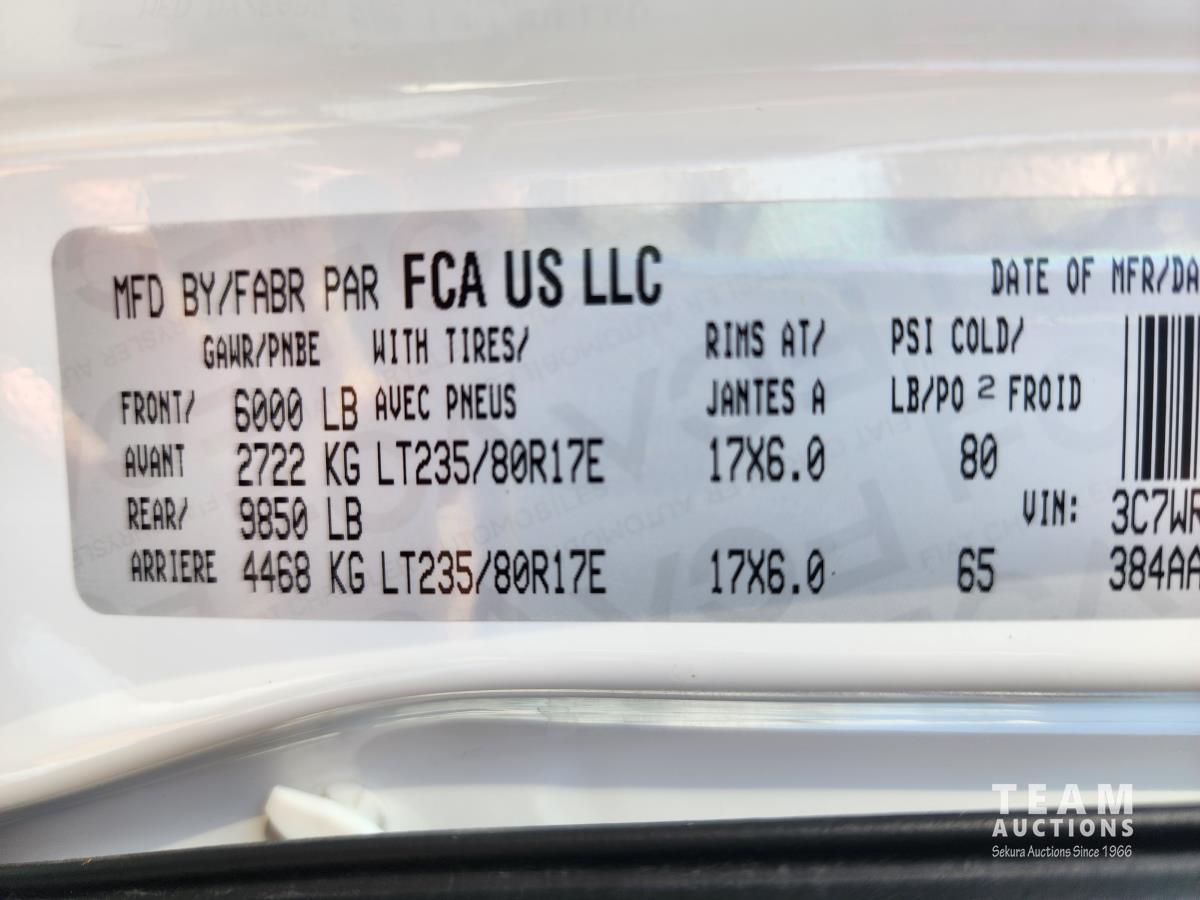 MFD BY/FABR PAR FCA US LLC DATE OF MFR/DA
GAWR/PNBE WITH TIRES/ RIMS AT/ PSI COLD/
FRONT/ 6000 LB AVEC PNEUS JANTES A LB/PO 2 FROID
AVANT 2722 KG LT235/80R17E 17X6.0 80
REAR/ 9850 LB VIN: 3C7WR
ARRIERE 4468 KG LT235/80R17E 17X6.0 65 384AA
TEAM
AUCTIONS
Sekura Auctions Since 1966